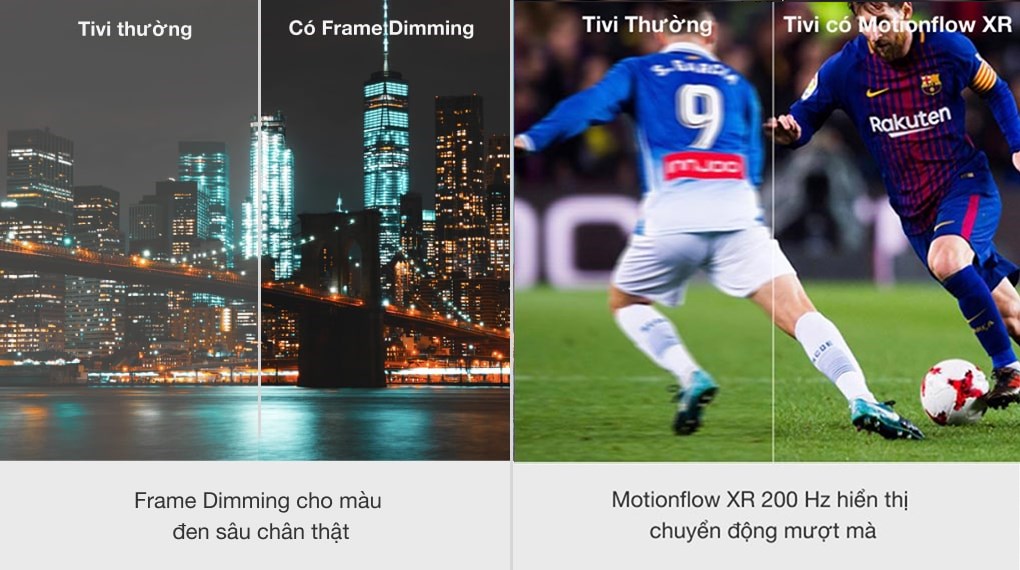 Tivi thường
Có Frame Dimming
Tivi Thường
Tivi có Motionflow XR
S. GARCIA
9
Rakuten
Frame Dimming cho màu
đen sâu chân thật
Motionflow XR 200 Hz hiển thị
chuyển động mượt mà